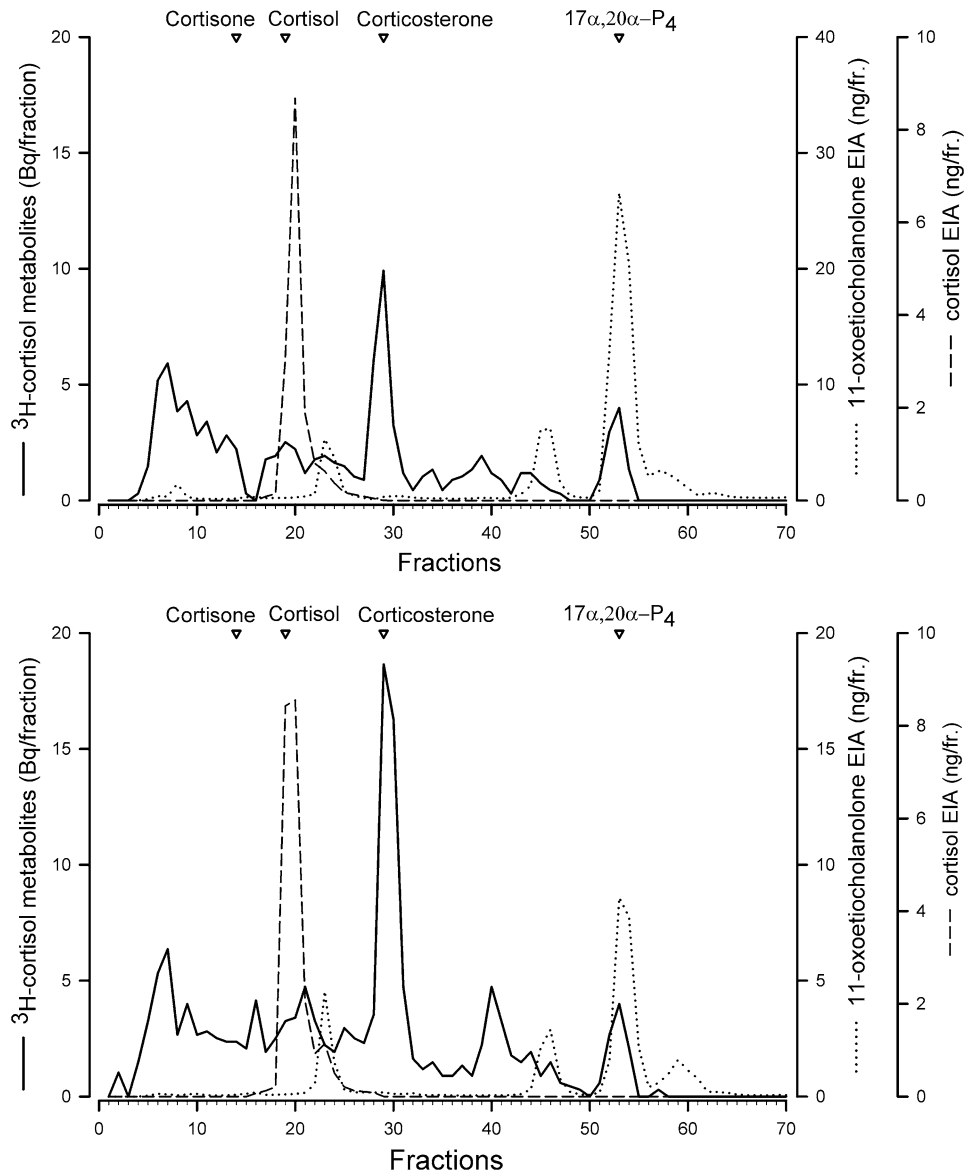 Cortisone Cortisol Corticosterone 17α,20α–P4
20 15 10 5 0
³H-cortisol metabolites (Bq/fraction)
40 30 20 10 0
11-oxoetiocholanolone EIA (ng/fr.)
10 8 6 4 2 0
cortisol EIA (ng/fr.)
0 10 20 30 40 50 60 70
Fractions
Cortisone Cortisol Corticosterone 17α,20α–P4
20 15 10 5 0
³H-cortisol metabolites (Bq/fraction)
20 15 10 5 0
11-oxoetiocholanolone EIA (ng/fr.)
10 8 6 4 2 0
cortisol EIA (ng/fr.)
0 10 20 30 40 50 60 70
Fractions